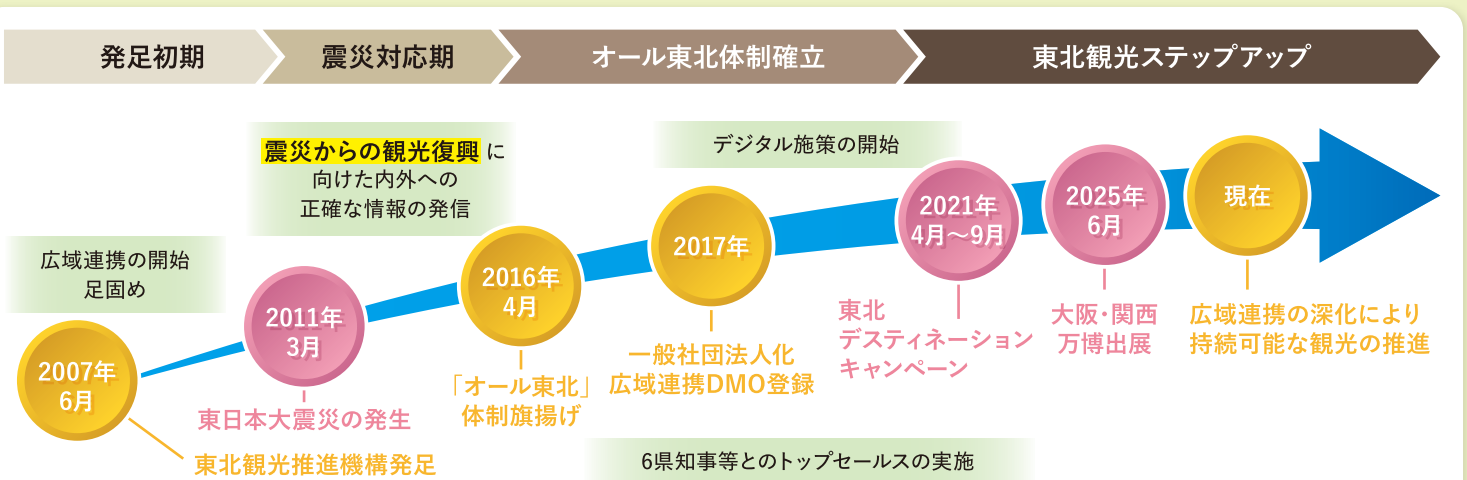 発足初期
震災対応期
オール東北体制確立
東北観光ステップアップ
広域連携の開始
足固め
2007年
6月
東北観光推進機構発足
震災からの観光復興 に
向けた内外への
正確な情報の発信
2011年
3月
東日本大震災の発生
2016年
4月
「オール東北」
体制旗揚げ
デジタル施策の開始
2017年
一般社団法人化
広域連携DMO登録
6県知事等とのトップセールスの実施
2021年
4月〜9月
東北
デスティネーション
キャンペーン
2025年
6月
大阪・関西
万博出展
現在
広域連携の深化により
持続可能な観光の推進